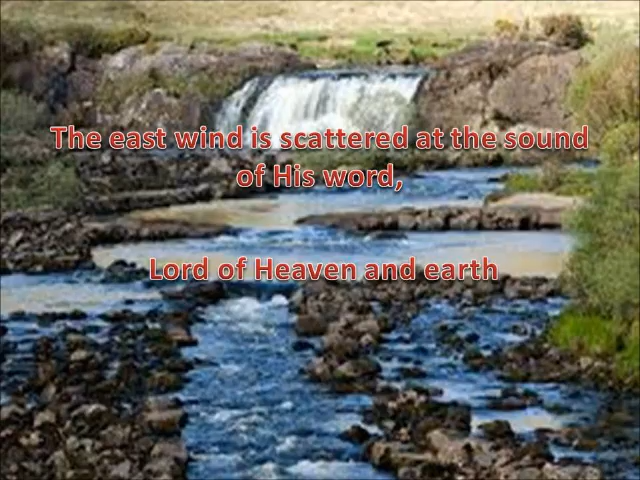 The east wind is scattered at the sound
of His word,
Lord of Heaven and earth